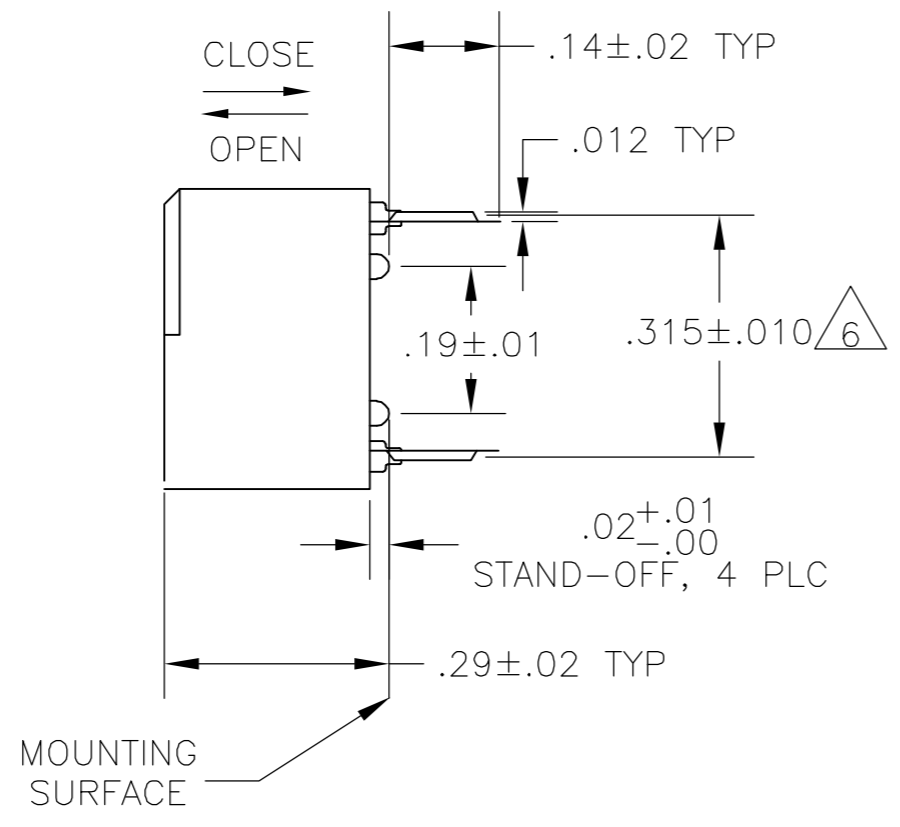 CLOSE
OPEN
.14±.02 TYP
.012 TYP
.19±.01
.315±.010 6
.02 +.01
-.00
STAND-OFF, 4 PLC
.29±.02 TYP
MOUNTING
SURFACE